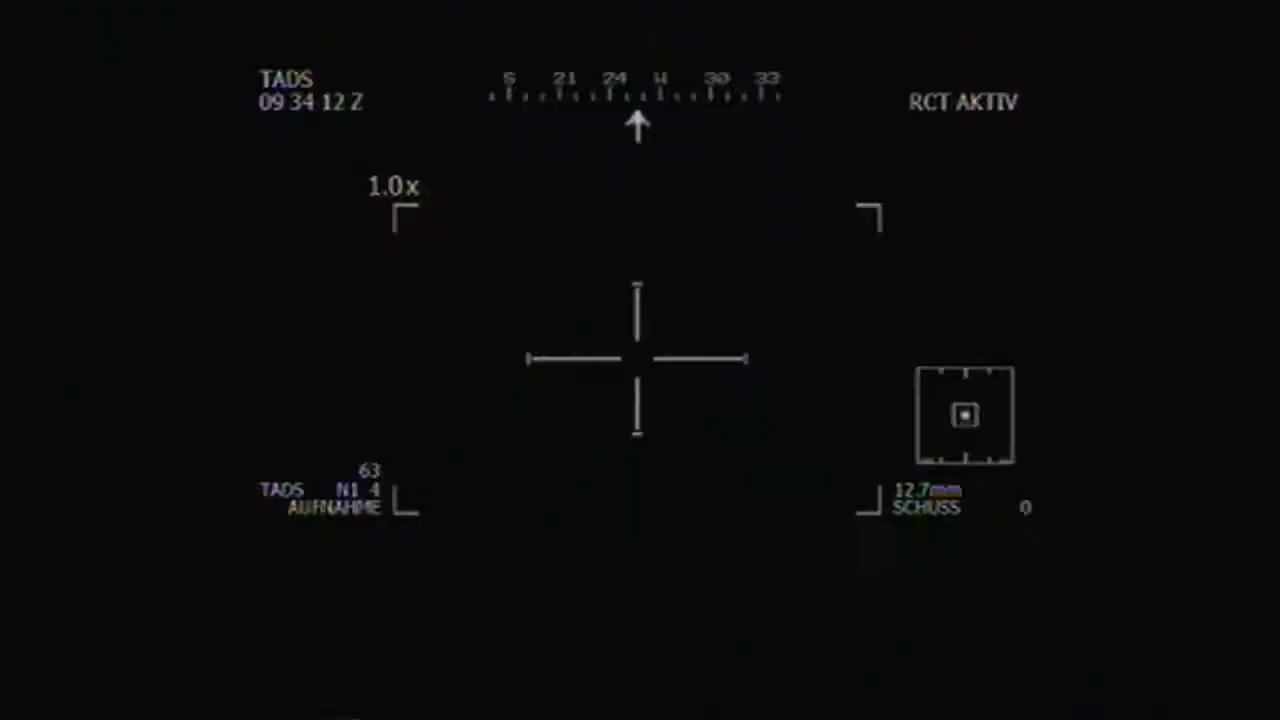 TADS
09 34 12 Z
S 21 24 W 30 33
RCT AKTIV
1.0x
63
TADS N1 4
AUFNAHME
12.7mm
SCHUSS 0